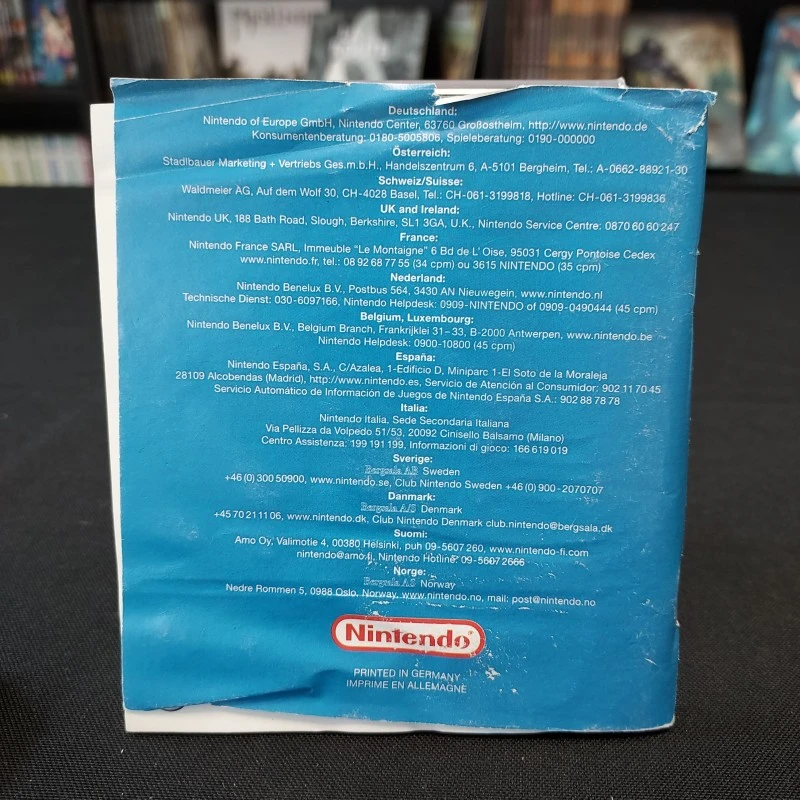 Deutschland:
Nintendo of Europe GmbH, Nintendo Center, 63760 Großostheim, http://www.nintendo.de
Konsumentenberatung: 0180-5005806, Spieleberatung: 0190-000000
Österreich:
Stadlbauer Marketing + Vertriebs Ges.m.b.H., Handelszentrum 6, A-5101 Bergheim, Tel.: A-0662-88921-30
Schweiz/Suisse:
Waldmeier AG, Auf dem Wolf 30, CH-4028 Basel, Tel.: CH-061-3199818, Hotline: CH-061-3199836
UK and Ireland:
Nintendo UK, 188 Bath Road, Slough, Berkshire, SL1 3GA, U.K., Nintendo Service Centre: 0870 60 60 247
France:
Nintendo France SARL, Immeuble "Le Montaigne" 6 Bd de L' Oise, 95031 Cergy Pontoise Cedex
www.nintendo.fr, tel.: 08 92 68 77 55 (34 cpm) ou 3615 NINTENDO (35 cpm)
Nederland:
Nintendo Benelux B.V., Postbus 564, 3430 AN Nieuwegein, www.nintendo.nl
Technische Dienst: 030-6097166, Nintendo Helpdesk: 0909-NINTENDO of 0909-0490444 (45 cpm)
Belgium, Luxembourg:
Nintendo Benelux B.V., Belgium Branch, Frankrijklei 31–33, B-2000 Antwerpen, www.nintendo.be
Nintendo Helpdesk: 0900-10800 (45 cpm)
España:
Nintendo España, S.A., C/Azalea, 1-Edificio D, Miniparc 1-El Soto de la Moraleja
28109 Alcobendas (Madrid), http://www.nintendo.es, Servicio de Atención al Consumidor: 902 11 70 45
Servicio Automático de Información de Juegos de Nintendo España S.A.: 902 88 78 78
Italia:
Nintendo Italia, Sede Secondaria Italiana
Via Pellizza da Volpedo 51/53, 20092 Cinisello Balsamo (Milano)
Centro Assistenza: 199 191 199, Informazioni di gioco: 166 619 019
Sverige:
Bergsala AB Sweden
+46 (0) 300 50900, www.nintendo.se, Club Nintendo Sweden +46 (0) 900-2070707
Danmark:
Bergsala A/S Denmark
+45 70 21 11 06, www.nintendo.dk, Club Nintendo Denmark club.nintendo@bergsala.dk
Suomi:
Amo Oy, Valimotie 4, 00380 Helsinki, puh 09-5607 260, www.nintendo-fi.com
nintendo@amo.fi, Nintendo Hotline: 09-5607 2666
Norge:
Bergsala AS Norway
Nedre Rommen 5, 0988 Oslo, Norway, www.nintendo.no, mail: post@nintendo.no
Nintendo®
PRINTED IN GERMANY
IMPRIME EN ALLEMAGNE